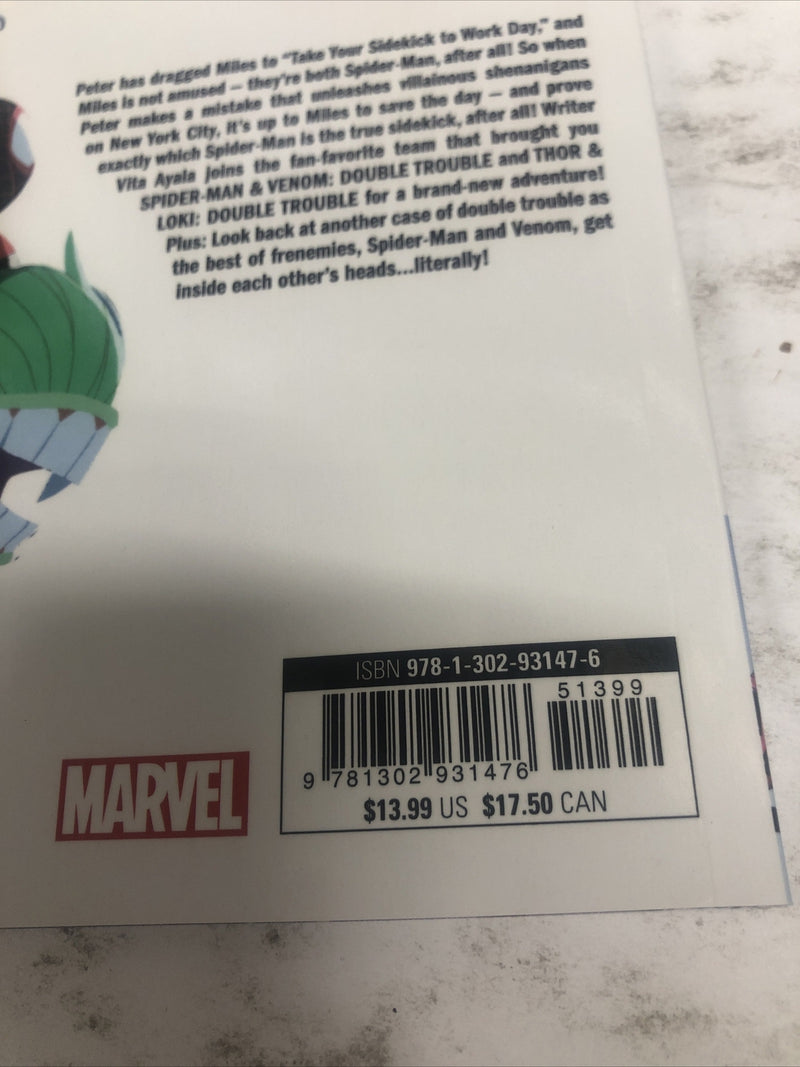 Peter has dragged Miles to "Take Your Sidekick to Work Day," and
Miles is not amused — they're both Spider-Man, after all! So when
Peter makes a mistake that unleashes villainous shenanigans
on New York City, it's up to Miles to save the day — and prove
exactly which Spider-Man is the true sidekick, after all! Writer
Vita Ayala joins the fan-favorite team that brought you
SPIDER-MAN & VENOM: DOUBLE TROUBLE and THOR &
LOKI: DOUBLE TROUBLE for a brand-new adventure!
Plus: Look back at another case of double trouble as
the best of frenemies, Spider-Man and Venom, get
inside each other's heads...literally!
ISBN 978-1-302-93147-6
51399
9 781302 931476
$13.99 US $17.50 CAN
MARVEL